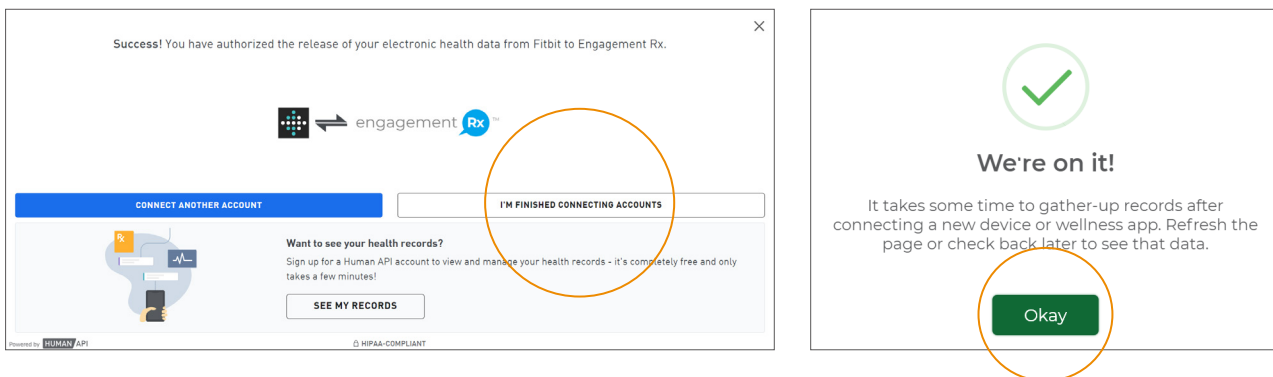 Success! You have authorized the release of your electronic health data from Fitbit to Engagement Rx.
engagement Rx™
CONNECT ANOTHER ACCOUNT
I'M FINISHED CONNECTING ACCOUNTS
Rx
Want to see your health records?
Sign up for a Human API account to view and manage your health records - it's completely free and only
takes a few minutes!
SEE MY RECORDS
Powered by HUMAN API
HIPAA-COMPLIANT
We're on it!
It takes some time to gather-up records after
connecting a new device or wellness app. Refresh the
page or check back later to see that data.
Okay